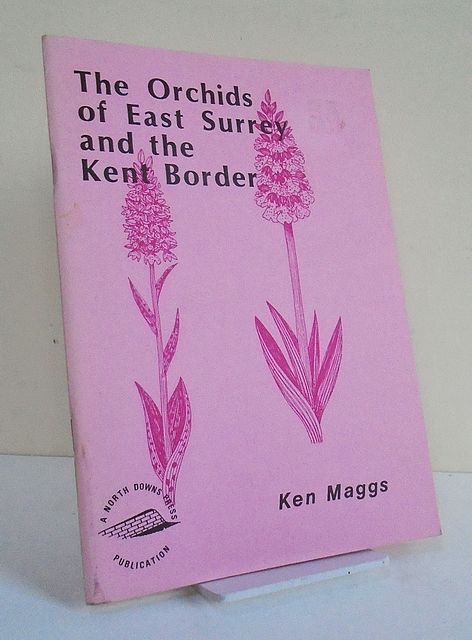 The Orchids
of East Surrey
and the
Kent Border
Ken Maggs
A NORTH DOWNS PRESS
PUBLICATION